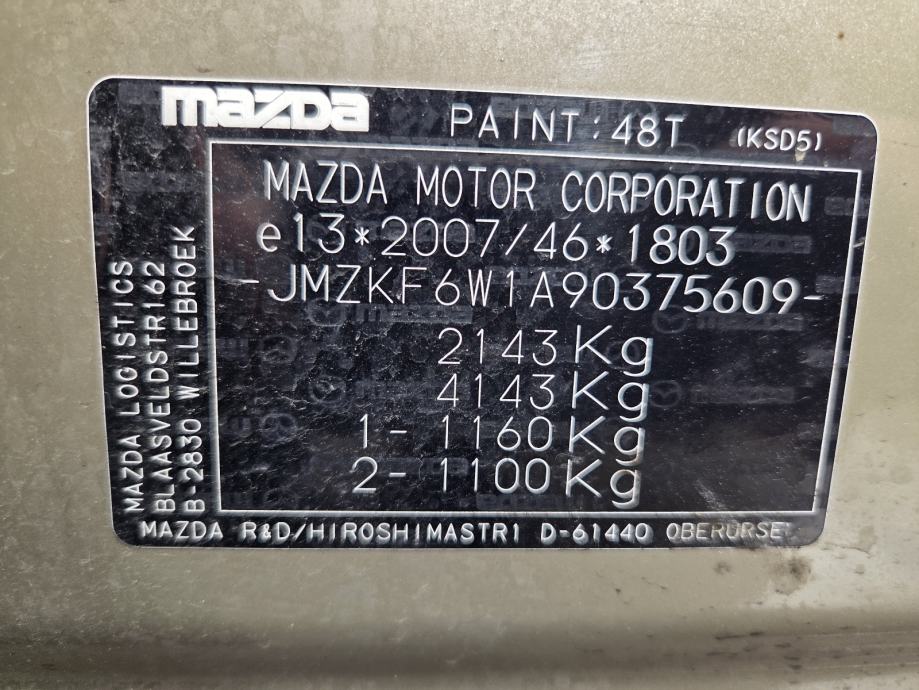 mazda PAINT:48T (KSD5)
MAZDA MOTOR CORPORATION
e13*2007/46*1803
-JMZKF6W1A90375609-
2143Kg
4143Kg
1- 1160Kg
2- 1100Kg
MAZDA LOGISTICS
BLAASVELDSTR162
B-2830 WILLEBROEK
MAZDA R&D/HIROSHIMASTR1 D-61440 OBERURSEL